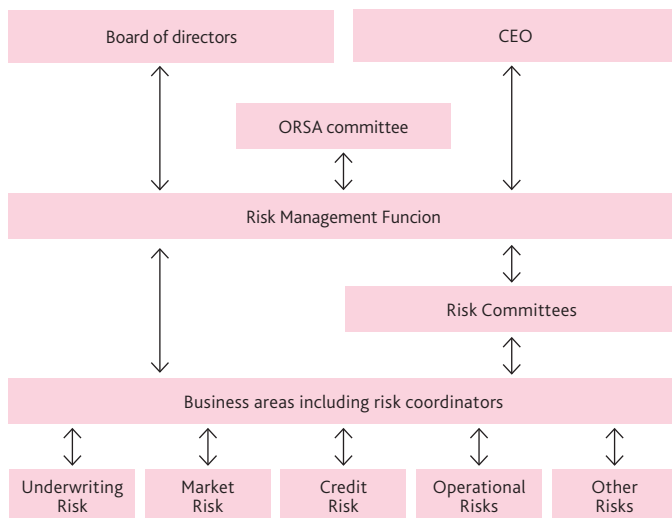 Board of directors
CEO
ORSA committee
Risk Management Funcion
Risk Committees
Business areas including risk coordinators
Underwriting
Risk
Market
Risk
Credit
Risk
Operational
Risks
Other
Risks